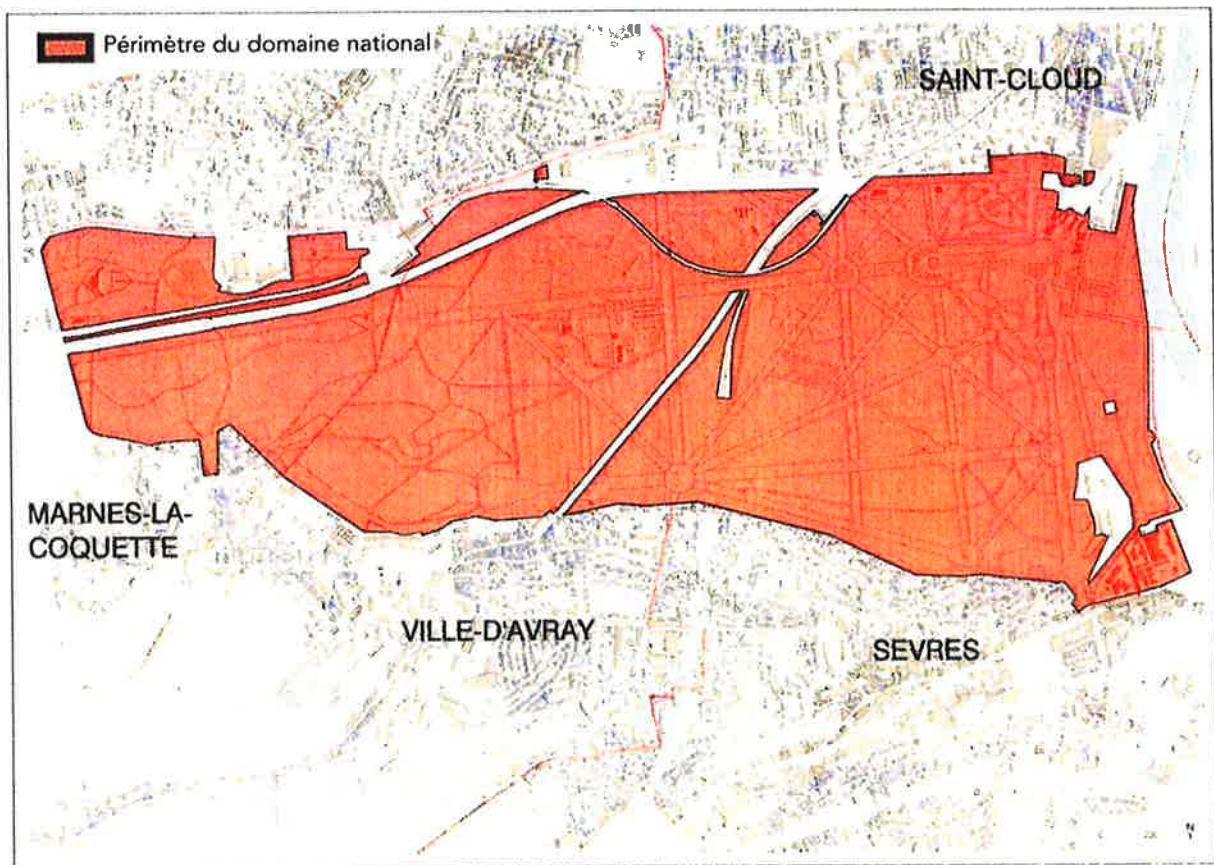 Périmètre du domaine national
SAINT-CLOUD
MARNES-LA-
COQUETTE
VILLE-D'AVRAY
SEVRES
N